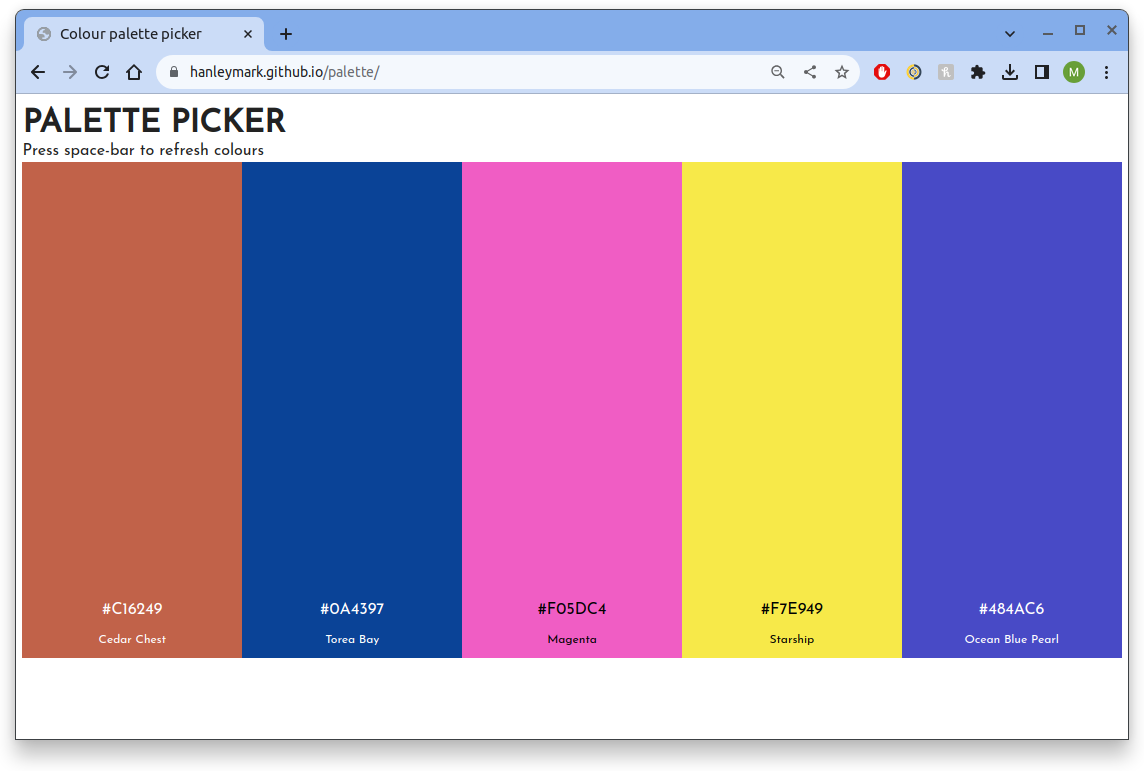 Colour palette picker
hanleymark.github.io/palette/
M
PALETTE PICKER
Press space-bar to refresh colours
#C16249
#0A4397
#F05DC4
#F7E949
#484AC6
Cedar Chest
Torea Bay
Magenta
Starship
Ocean Blue Pearl